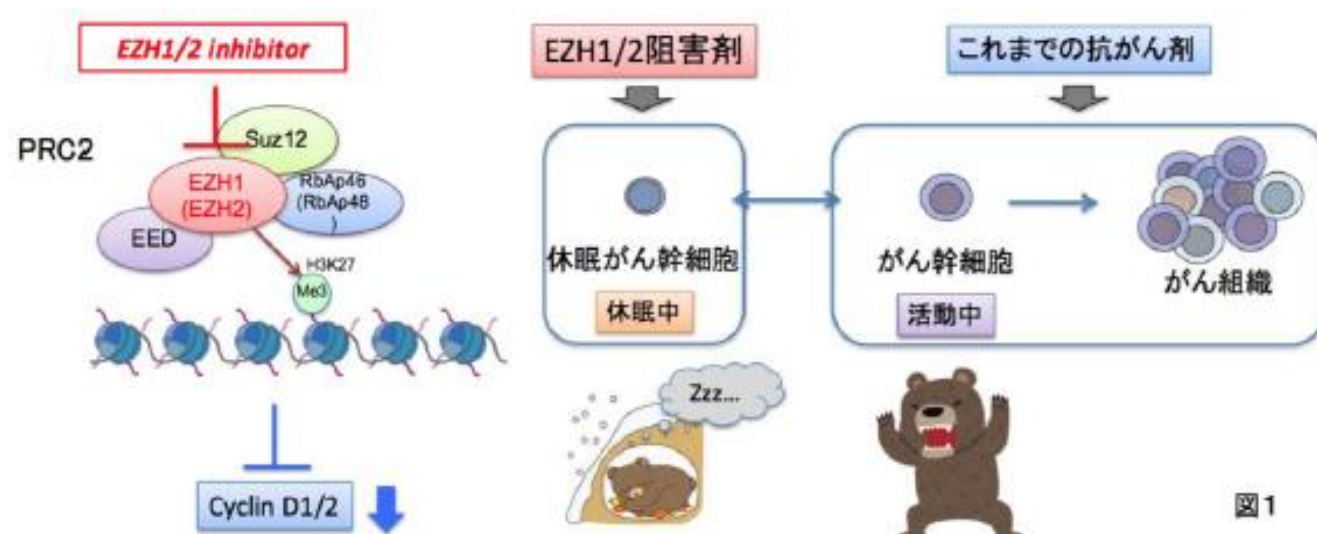 EZH1/2 inhibitor
PRC2
Suz12
EZH1
(EZH2)
RbAp46
(RbAp48
)
EED
H3K27
Me3
Cyclin D1/2
EZH1/2阻害剤
これまでの抗がん剤
休眠がん幹細胞
休眠中
がん幹細胞
活動中
がん組織
Zzz...
図1